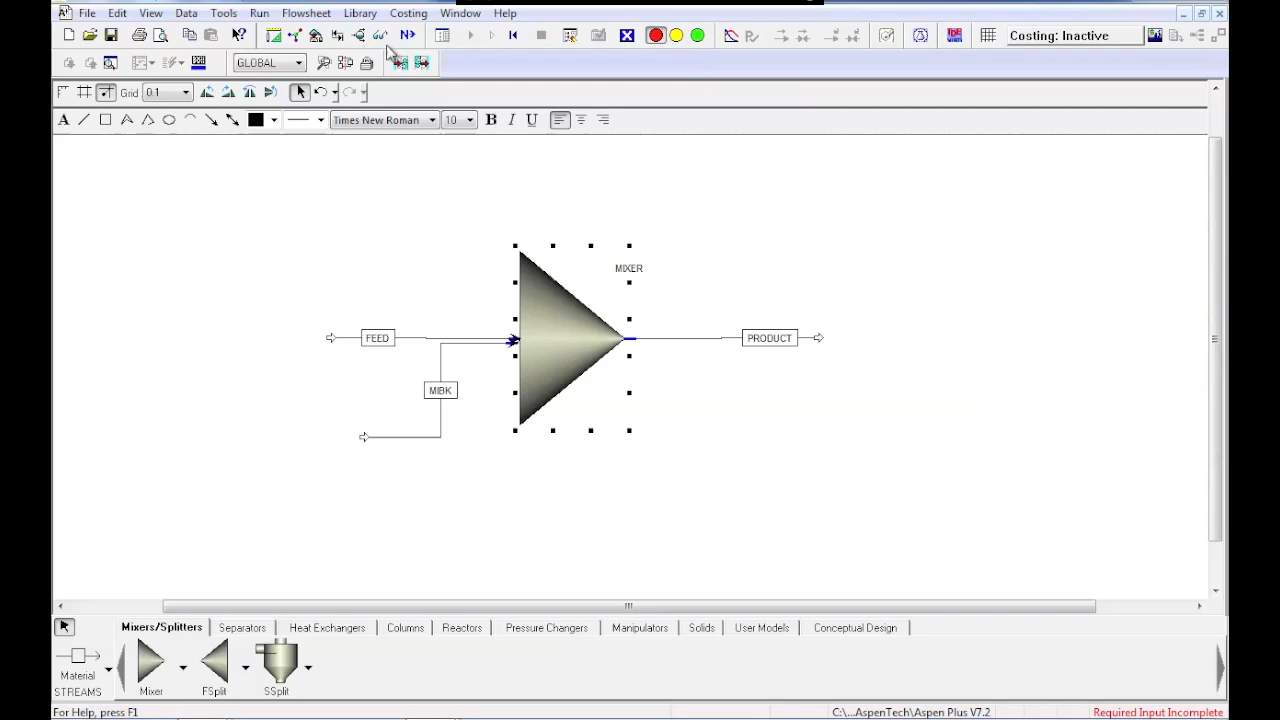 File Edit View Data Tools Run Flowsheet Library Costing Window Help
N> Costing: Inactive
GLOBAL
Grid 0.1
A Times New Roman 10 B I U
MIXER
FEED PRODUCT
MIBK
Mixers/Splitters Separators Heat Exchangers Columns Reactors Pressure Changers Manipulators Solids User Models Conceptual Design
Material
STREAMS Mixer FSplit SSplit
For Help, press F1 C:\...AspenTech\Aspen Plus V7.2 Required Input Incomplete